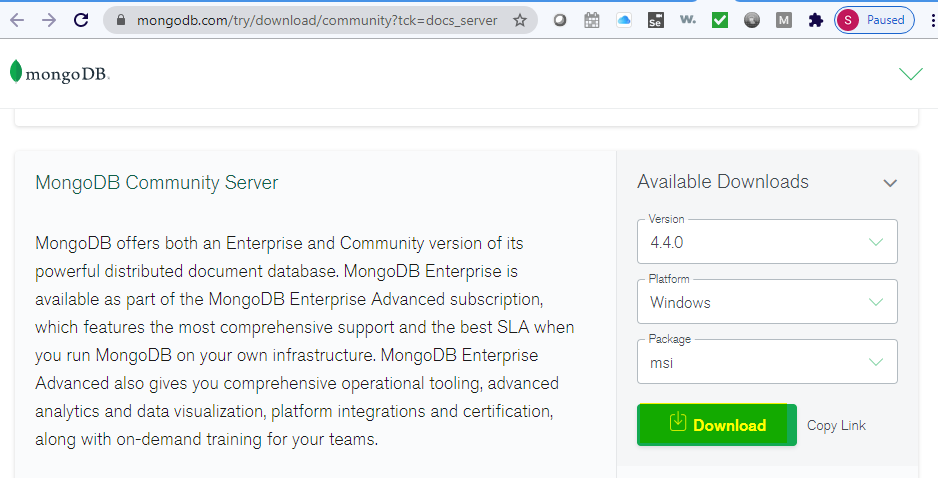 mongodb.com/try/download/community?tck=docs_server
Se
w.
M
S
Paused
mongoDB.
MongoDB Community Server
MongoDB offers both an Enterprise and Community version of its
powerful distributed document database. MongoDB Enterprise is
available as part of the MongoDB Enterprise Advanced subscription,
which features the most comprehensive support and the best SLA when
you run MongoDB on your own infrastructure. MongoDB Enterprise
Advanced also gives you comprehensive operational tooling, advanced
analytics and data visualization, platform integrations and certification,
along with on-demand training for your teams.
Available Downloads
Version
4.4.0
Platform
Windows
Package
msi
Download
Copy Link